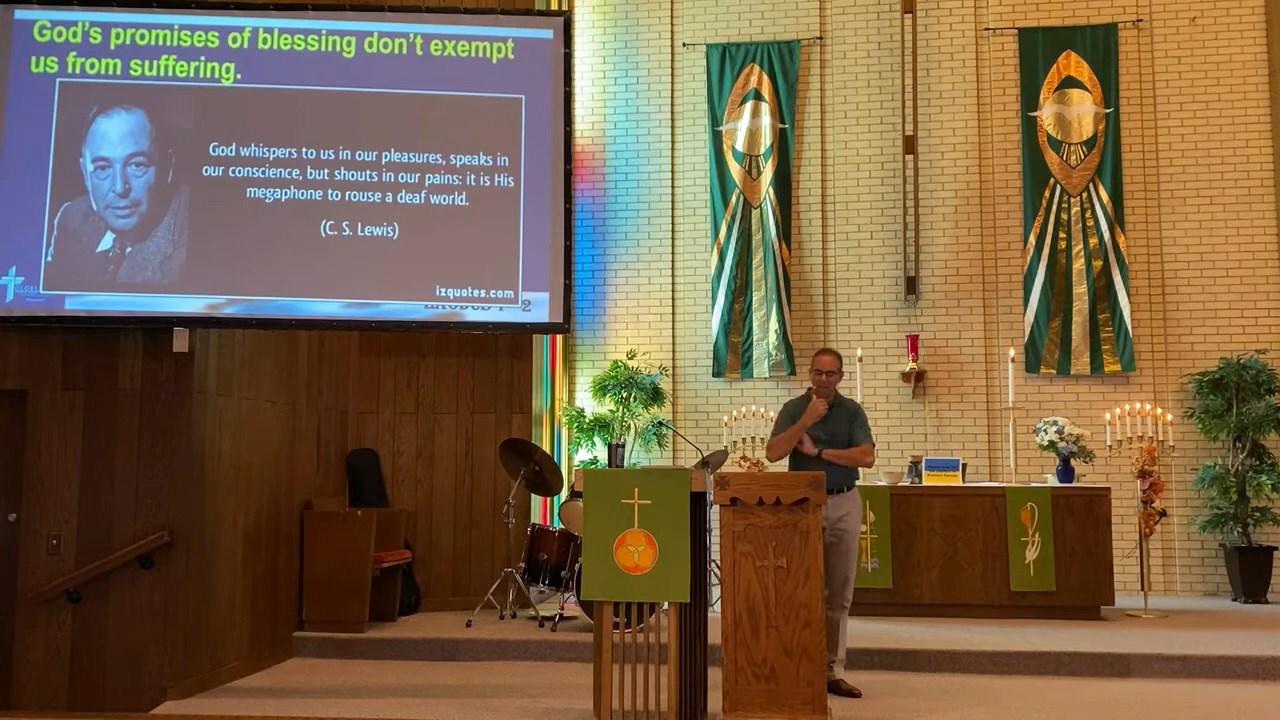 God's promises of blessing don't exempt
us from suffering.
God whispers to us in our pleasures, speaks in
our conscience, but shouts in our pains: it is His
megaphone to rouse a deaf world.
(C. S. Lewis)
izquotes.com